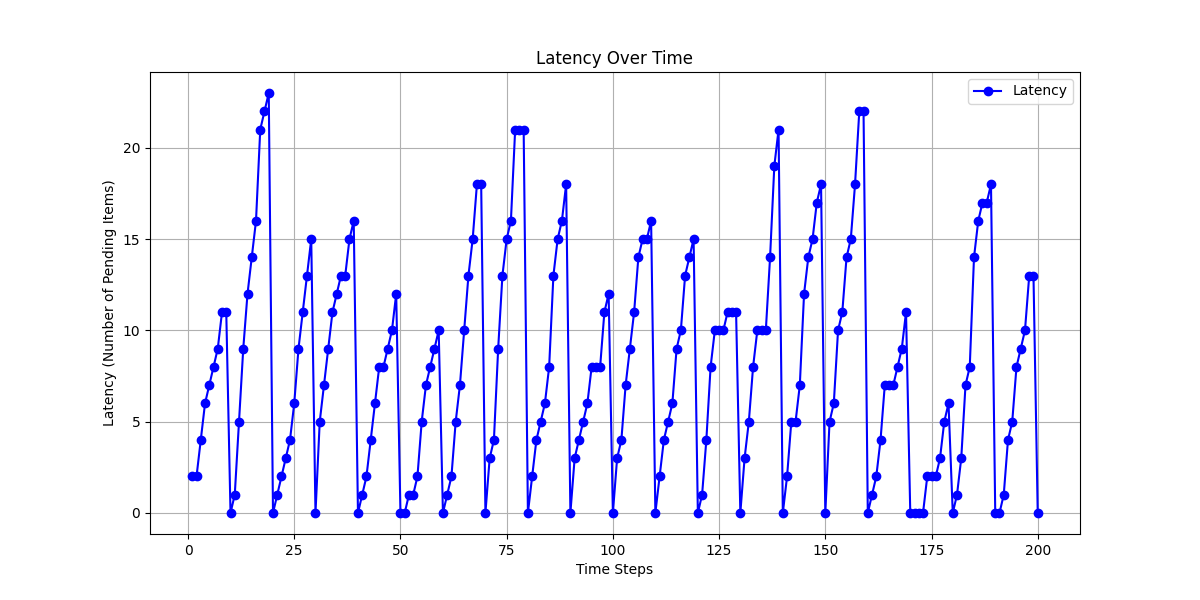 Latency Over Time
Latency
Latency (Number of Pending Items)
20
15
10
5
0
0 25 50 75 100 125 150 175 200
Time Steps